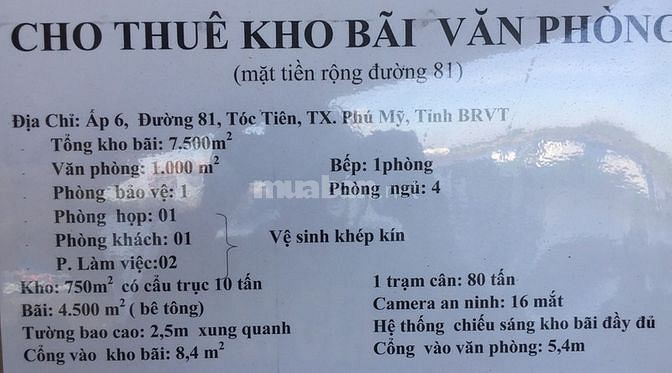 CHO THUÊ KHO BÃI VĂN PHÒNG
(mặt tiền rộng đường 81)
Địa Chỉ: Ấp 6, Đường 81, Tóc Tiên, TX. Phú Mỹ, Tỉnh BRVT
Tổng kho bãi: 7.500m²
Văn phòng: 1.000 m² Bếp: 1phòng
Phòng bảo vệ: 1 Phòng ngủ: 4
Phòng họp: 01
Phòng khách: 01 Vệ sinh khép kín
P. Làm việc:02
Kho: 750m² có cẩu trục 10 tấn 1 trạm cân: 80 tấn
Bãi: 4.500 m² ( bê tông) Camera an ninh: 16 mắt
Tường bao cao: 2,5m xung quanh Hệ thống chiếu sáng kho bãi đầy đủ
Cổng vào kho bãi: 8,4 m² Cổng vào văn phòng: 5,4m